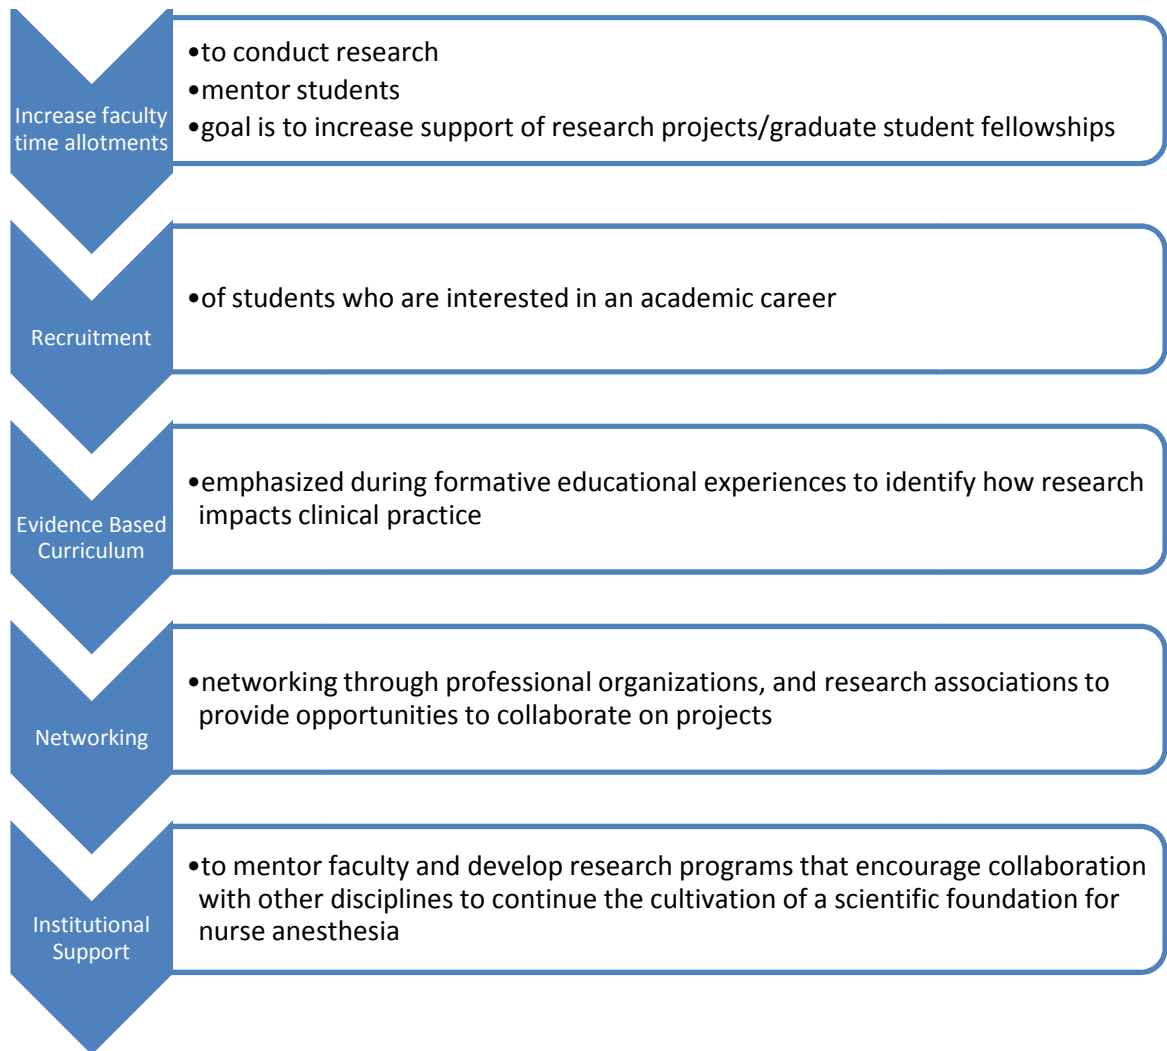 Increase faculty
time allotments
•to conduct research
•mentor students
•goal is to increase support of research projects/graduate student fellowships
Recruitment
•of students who are interested in an academic career
Evidence Based
Curriculum
•emphasized during formative educational experiences to identify how research
impacts clinical practice
Networking
•networking through professional organizations, and research associations to
provide opportunities to collaborate on projects
Institutional
Support
•to mentor faculty and develop research programs that encourage collaboration
with other disciplines to continue the cultivation of a scientific foundation for
nurse anesthesia